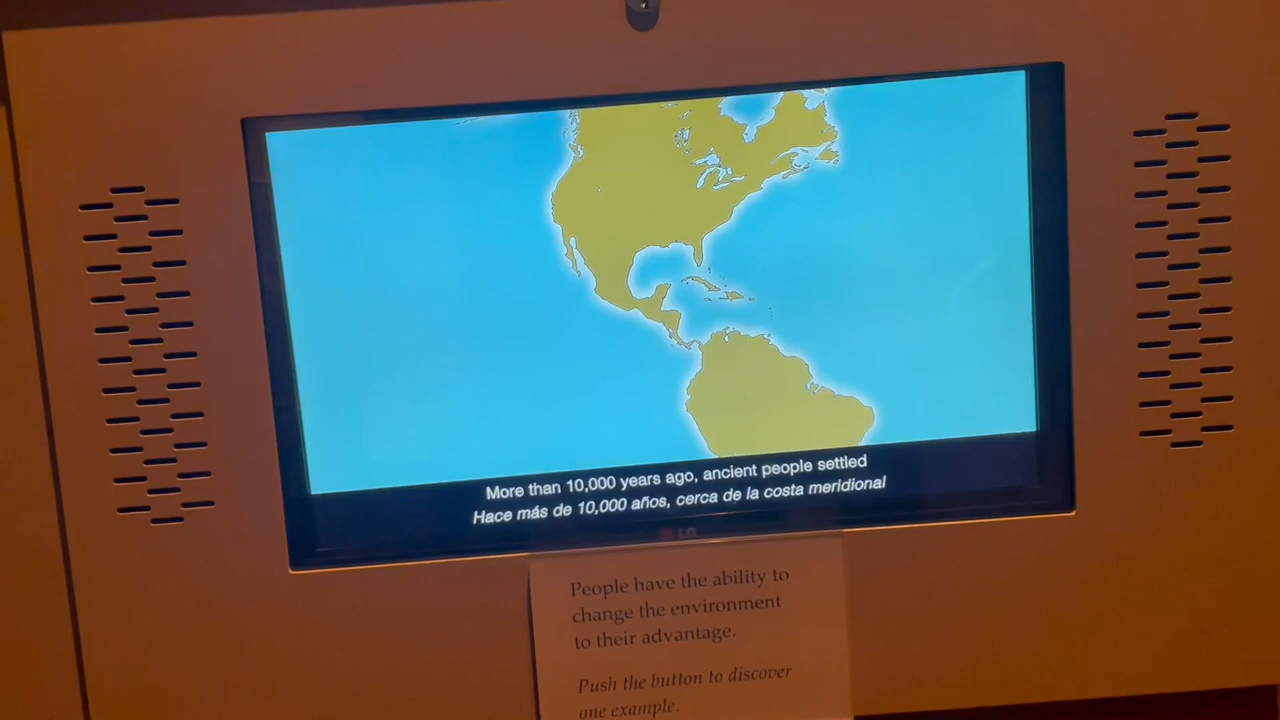 More than 10,000 years ago, ancient people settled
Hace más de 10,000 años, cerca de la costa meridional
LG
People have the ability to
change the environment
to their advantage.
Push the button to discover
one example.